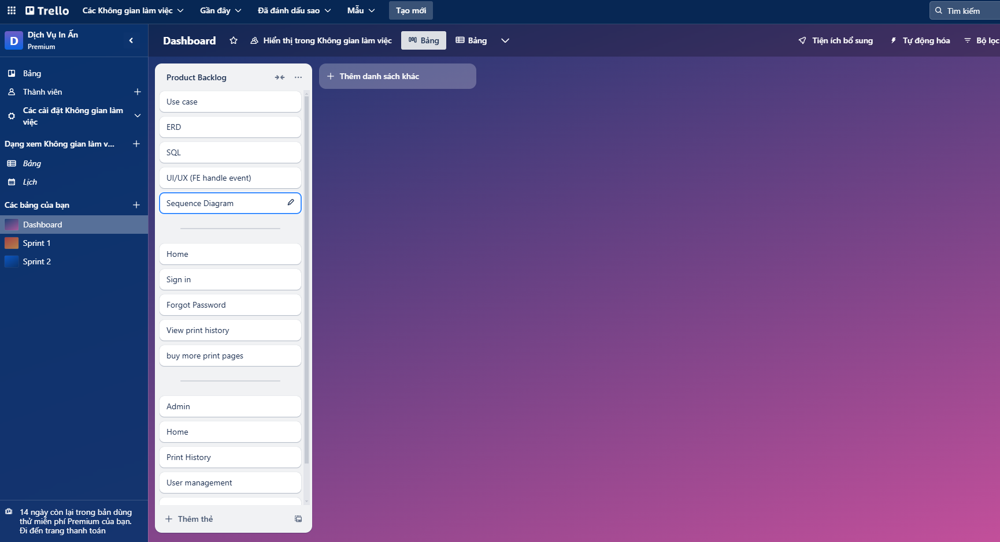 Trello
Các Không gian làm việc
Gần đây
Đã đánh dấu sao
Mẫu
Tạo mới
Tìm kiếm
D
Dịch Vụ In Ấn
Premium
Dashboard
Hiển thị trong Không gian làm việc
Bảng
Bảng
Tiện ích bổ sung
Tự động hóa
Bộ lọc
Bảng
Thành viên
Các cài đặt Không gian làm
việc
Dạng xem Không gian làm v...
Bảng
Lịch
Các bảng của bạn
Dashboard
Sprint 1
Sprint 2
14 ngày còn lại trong bản dùng
thử miễn phí Premium của bạn.
Đi đến trang thanh toán
Product Backlog
Use case
ERD
SQL
UI/UX (FE handle event)
Sequence Diagram
Home
Sign in
Forgot Password
View print history
buy more print pages
Admin
Home
Print History
User management
Thêm thẻ
Thêm danh sách khác